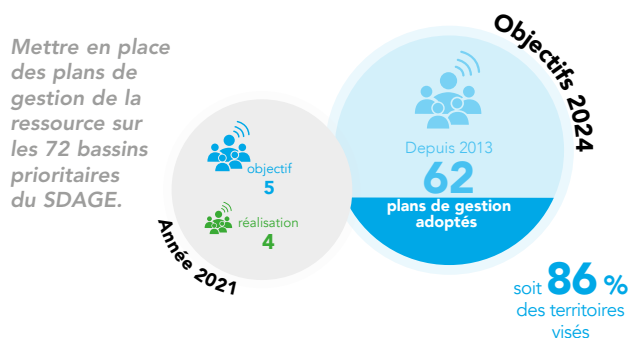 Mettre en place
des plans de
gestion de la
ressource sur
les 72 bassins
prioritaires
du SDAGE.
objectif
5
réalisation
4
Année 2021
Objectifs 2024
Depuis 2013
62
plans de gestion
adoptés
soit 86 %
des territoires
visés